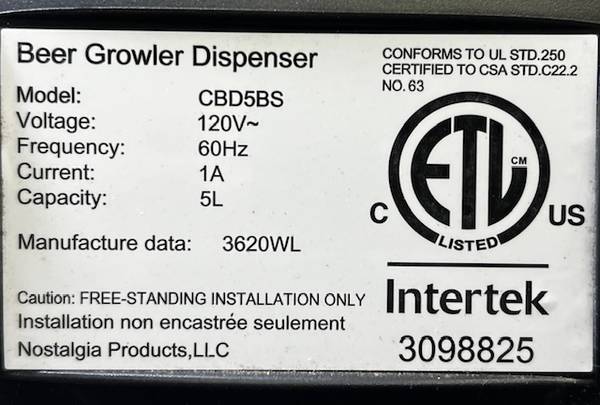 Beer Growler Dispenser
Model: CBD5BS
Voltage: 120V~
Frequency: 60Hz
Current: 1A
Capacity: 5L
Manufacture data: 3620WL
Caution: FREE-STANDING INSTALLATION ONLY
Installation non encastrée seulement
Nostalgia Products,LLC
CONFORMS TO UL STD.250
CERTIFIED TO CSA STD.C22.2
NO.63
ETL CM
C US
LISTED
Intertek
3098825